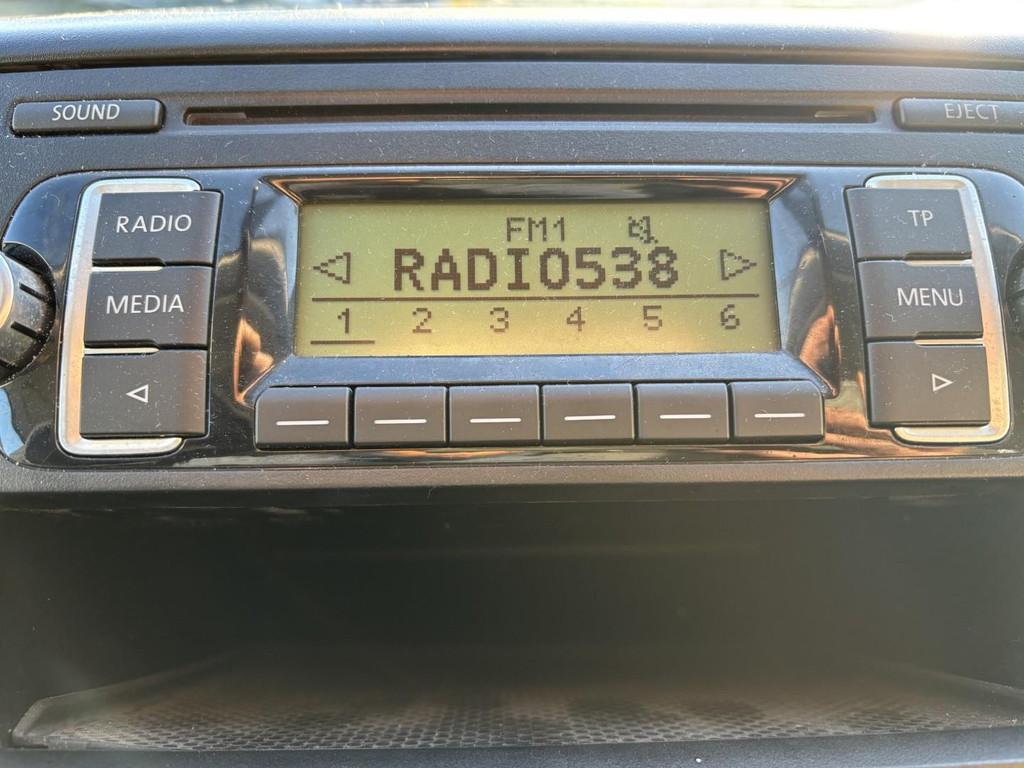 SOUND
EJECT
RADIO
FM1
TP
RADIO538
MEDIA
MENU
1 2 3 4 5 6